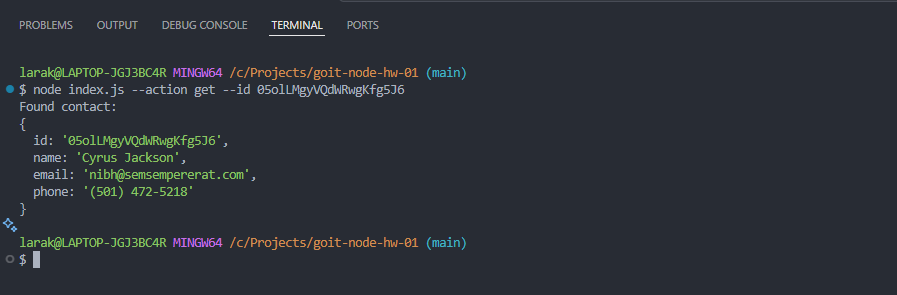 PROBLEMS OUTPUT DEBUG CONSOLE TERMINAL PORTS
larak@LAPTOP-JGJ3BC4R MINGW64 /c/Projects/goit-node-hw-01 (main)
$ node index.js --action get --id 05olLMgyVQdWRwgKfg5J6
Found contact:
{
  id: '05olLMgyVQdWRwgKfg5J6',
  name: 'Cyrus Jackson',
  email: 'nibh@semsempererat.com',
  phone: '(501) 472-5218'
}
larak@LAPTOP-JGJ3BC4R MINGW64 /c/Projects/goit-node-hw-01 (main)
$